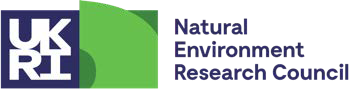 UK
RI
Natural
Environment
Research Council